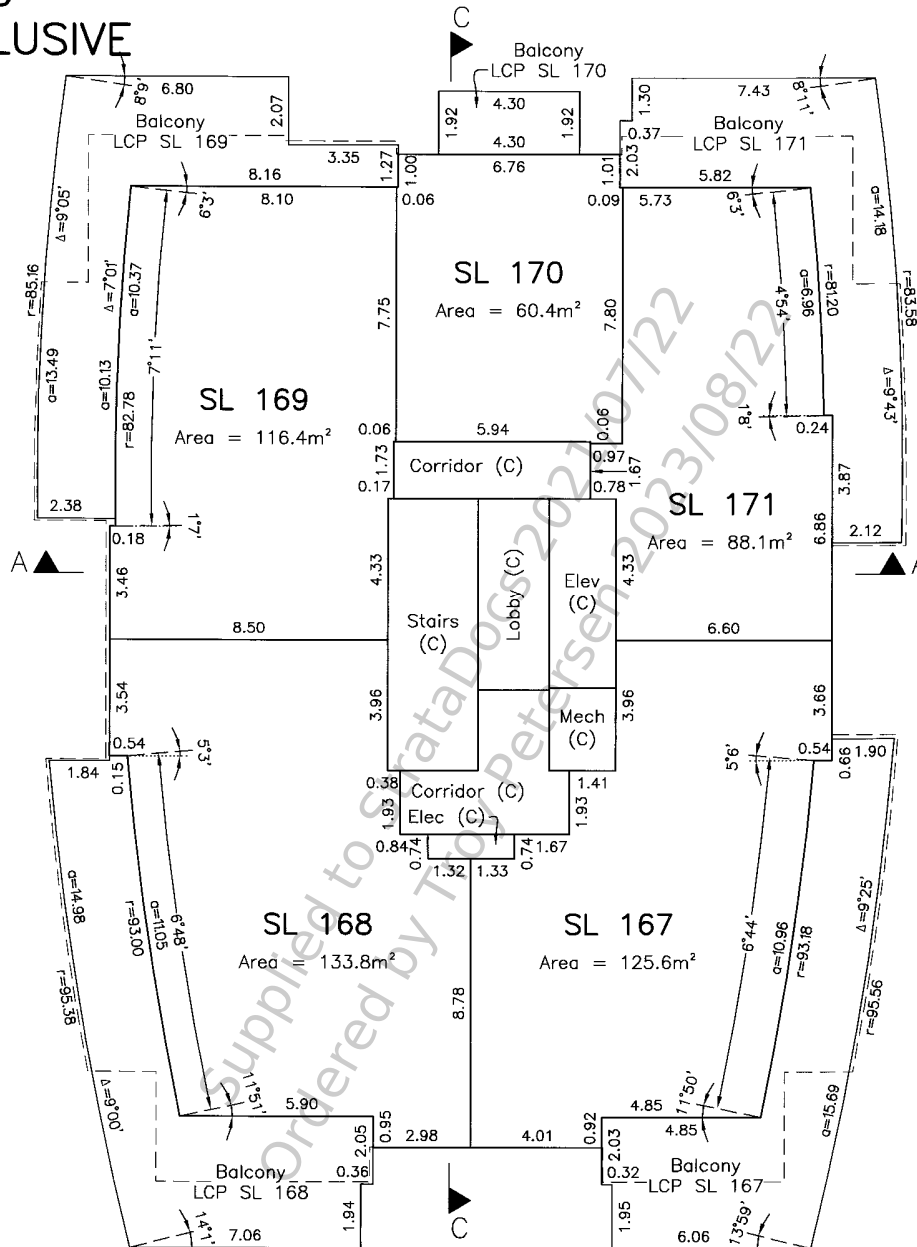 LUSIVE
C
Balcony
LCP SL 170
8°9'
6.80
2.07
4.30
1.92
1.92
4.30
1.30
7.43
8°11'
Balcony
LCP SL 169
0.37
Balcony
LCP SL 171
3.35
1.27
1.00
6.76
1.01
2.03
8.16
5.82
6°3'
8.10
0.06
0.09
5.73
6°3'
Δ=9°05'
Δ=7°01'
a=10.37
a=14.18
r=85.16
SL 170
Area = 60.4m²
a=6.96
r=81.20
r=83.58
4°54'
7.75
7.80
7°11'
a=13.49
a=10.13
r=82.78
SL 169
Area = 116.4m²
Δ=9°43'
1°8'
0.24
0.06
5.94
0.06
1.73
Corridor (C)
0.97
1.67
0.17
0.78
3.87
2.38
1°7'
0.18
SL 171
Area = 88.1m²
6.86
2.12
A
A
3.46
4.33
Lobby (C)
Elev
(C)
4.33
Stairs
(C)
8.50
6.60
3.54
3.96
Mech
(C)
3.96
3.66
0.54
5°3'
5°6'
0.54
1.84
0.15
0.66
1.90
0.38
Corridor (C)
1.41
1.93
Elec (C)
1.93
0.84
0.74
0.74
1.67
1.32
1.33
a=14.98
r=93.00
a=11.05
6°48'
6°44'
a=10.96
r=93.18
Δ=9°25'
SL 168
Area = 133.8m²
SL 167
Area = 125.6m²
r=95.38
r=95.56
8.78
Δ=9°00'
11°51'
5.90
0.95
2.98
4.01
0.92
4.85
11°50'
4.85
a=15.69
2.05
2.03
Balcony
LCP SL 168
0.36
0.32
Balcony
LCP SL 167
14°1'
7.06
1.94
C
1.95
6.06
13°59'
Supplied to StrataDocs 2021/07/22
Ordered by Troy Petersen 2023/08/22